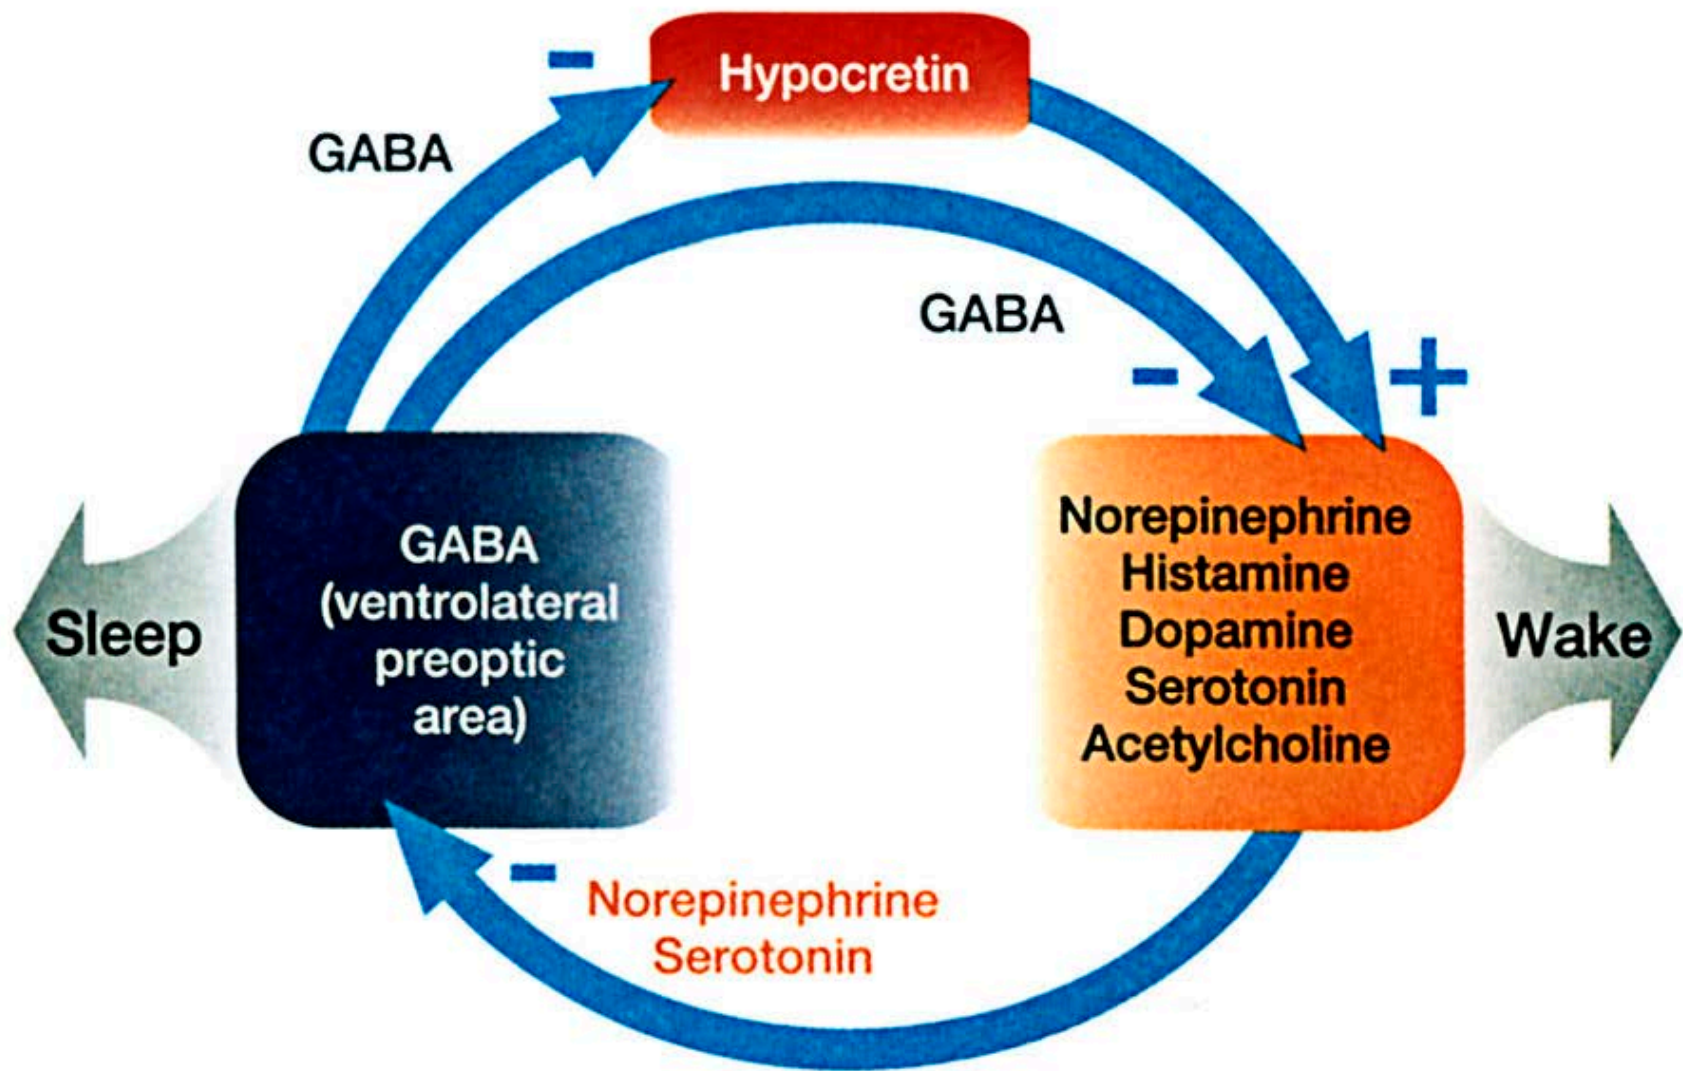 Hypocretin
GABA
GABA
GABA
(ventrolateral
preoptic
area)
Sleep
Norepinephrine
Histamine
Dopamine
Serotonin
Acetylcholine
Wake
Norepinephrine
Serotonin